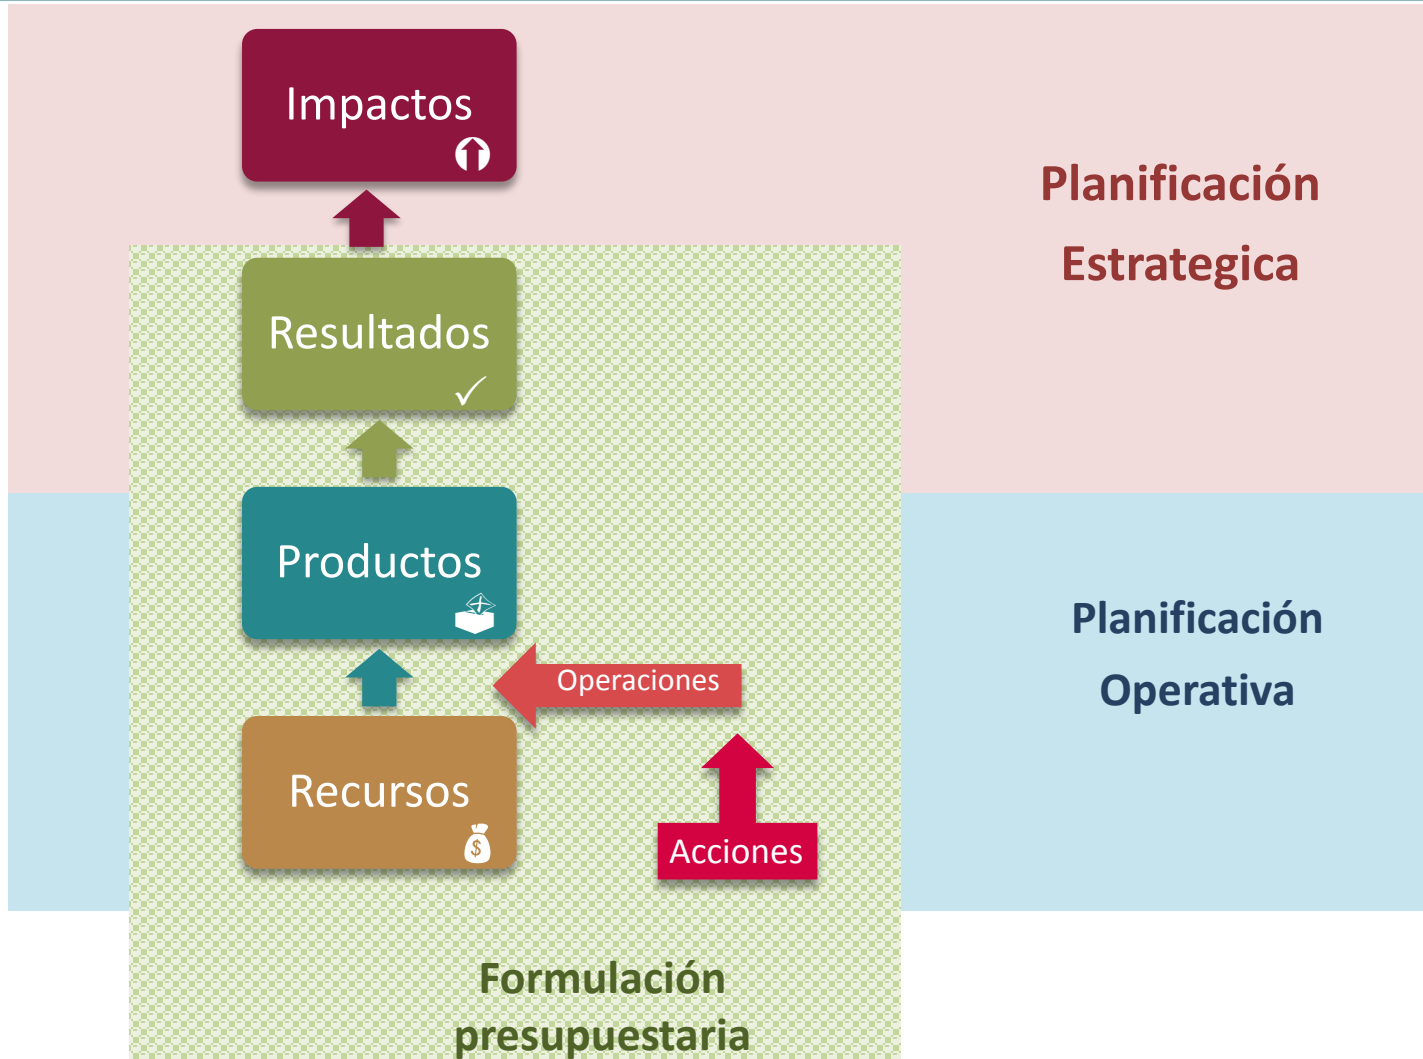 Impactos
Planificación
Estrategica
Resultados
Productos
Planificación
Operativa
Operaciones
Recursos
$
Acciones
Formulación
presupuestaria